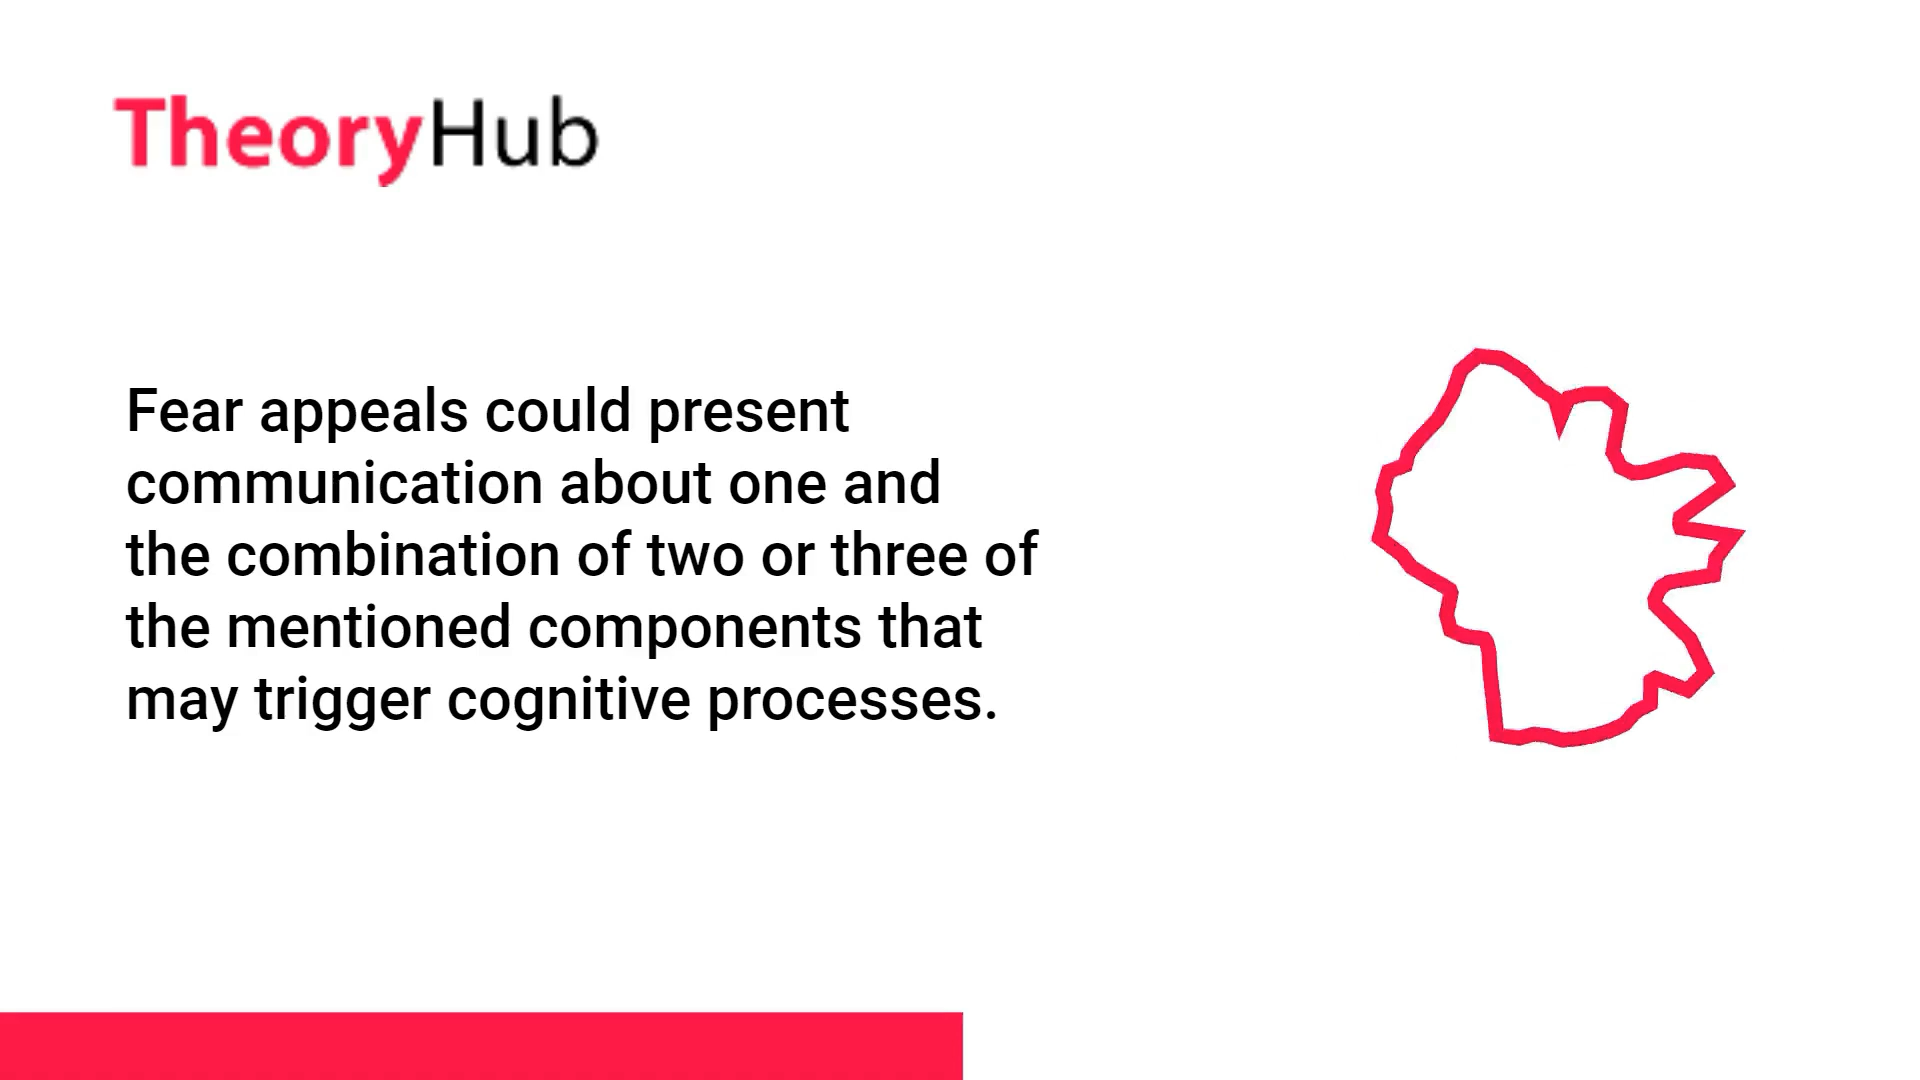 TheoryHub
Fear appeals could present
communication about one and
the combination of two or three of
the mentioned components that
may trigger cognitive processes.